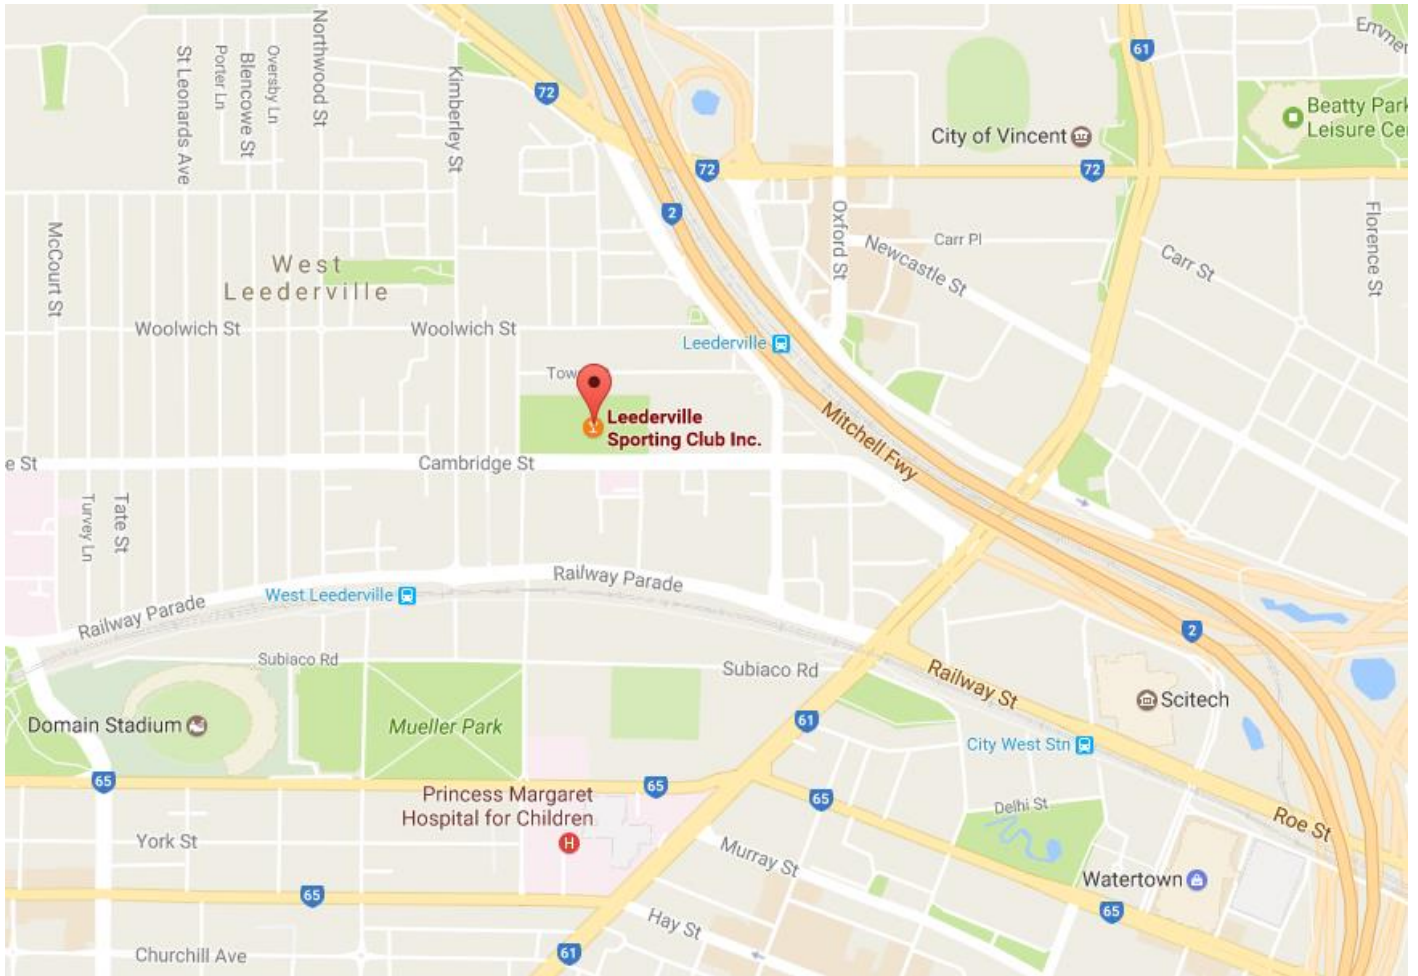 Northwood St
Oversby Ln
Blencowe St
Porter Ln
St Leonards Ave
Kimberley St
72
61
Beatty Park
City of Vincent
Leisure
72
72
2
McCourt St
Oxford St
Carr Pl
Newcastle St
Carr St
Florence St
West
Leederville
Woolwich St
Woolwich St
Leederville
Leederville
Sporting Club Inc.
Mitchell Fwy
e St
Cambridge St
Tate St
Turvey Ln
Railway Parade
West Leederville
Railway Parade
2
Subiaco Rd
Subiaco Rd
Railway St
Scitech
Domain Stadium
Mueller Park
61
City West Stn
65
65
65
Princess Margaret
Hospital for Children
H
Delhi St
Roe St
York St
Murray St
Watertown
65
65
Hay St
Churchill Ave
61